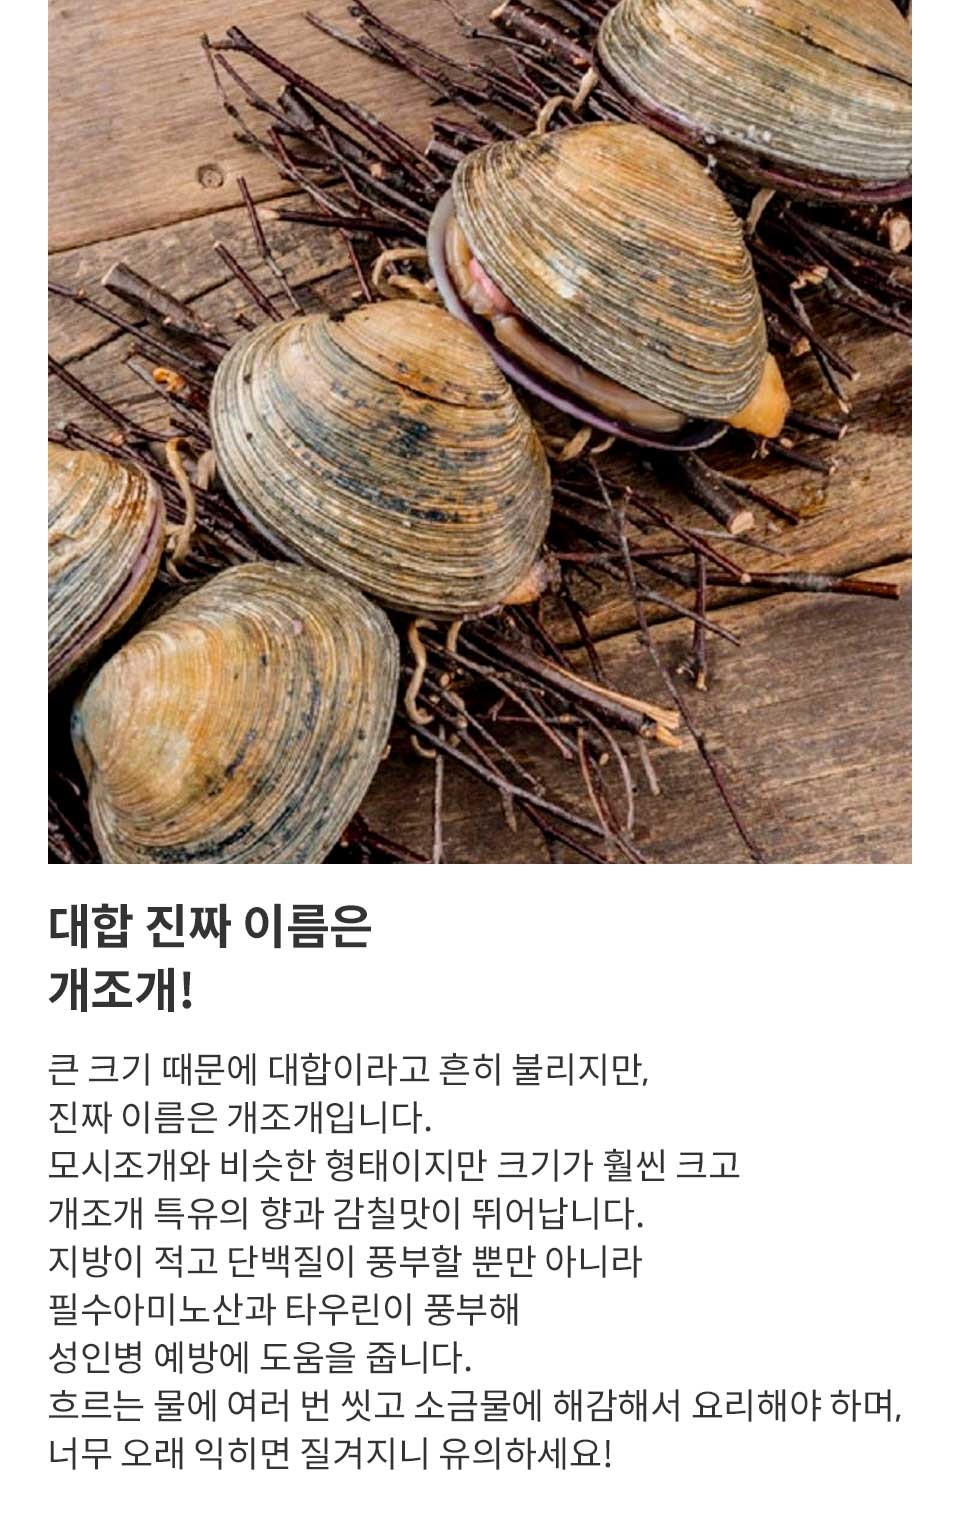 대합 진짜 이름은
개조개!
큰 크기 때문에 대합이라고 흔히 불리지만,
진짜 이름은 개조개입니다.
모시조개와 비슷한 형태이지만 크기가 훨씬 크고
개조개 특유의 향과 감칠맛이 뛰어납니다.
지방이 적고 단백질이 풍부할 뿐만 아니라
필수아미노산과 타우린이 풍부해
성인병 예방에 도움을 줍니다.
흐르는 물에 여러 번 씻고 소금물에 해감해서 요리해야 하며,
너무 오래 익히면 질겨지니 유의하세요!